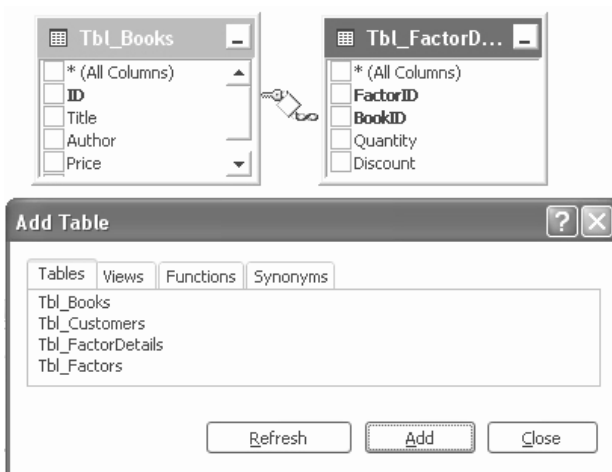 Tbl_Books
* (All Columns)
ID
Title
Author
Price
Tbl_FactorD...
* (All Columns)
FactorID
BookID
Quantity
Discount
Add Table
Tables Views Functions Synonyms
Tbl_Books
Tbl_Customers
Tbl_FactorDetails
Tbl_Factors
Refresh Add Close